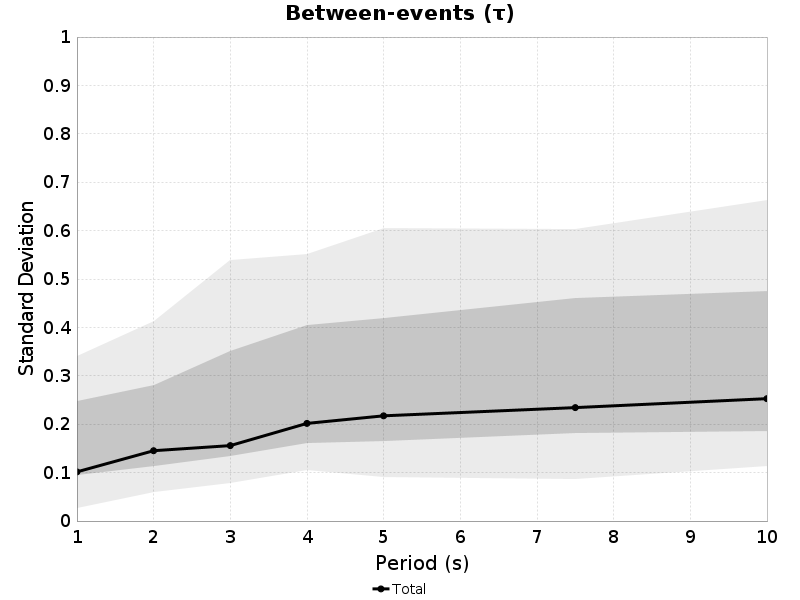 Between-events (τ)
Standard Deviation
1
0.9
0.8
0.7
0.6
0.5
0.4
0.3
0.2
0.1
0
1 2 3 4 5 6 7 8 9 10
Period (s)
Total